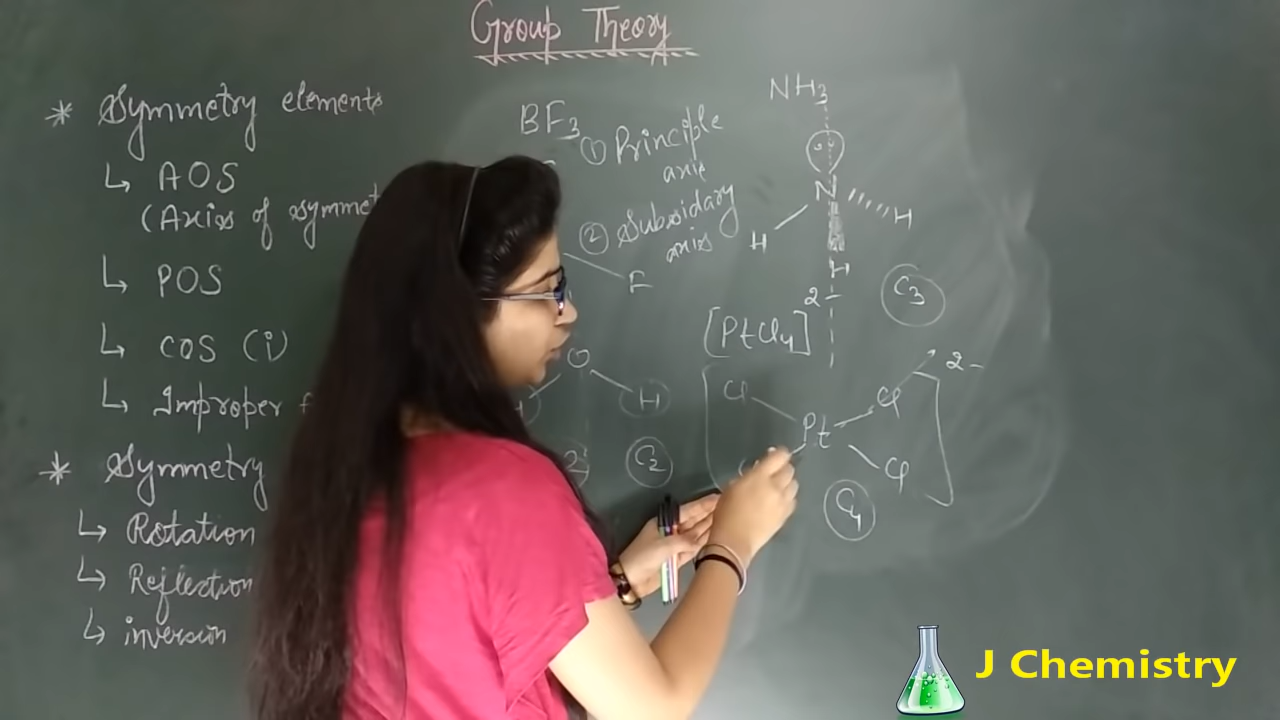 Group Theory
* Symmetry elements
↳ AOS
(Axis of symmet
↳ POS
↳ COS (i)
↳ Improper
* Symmetry
↳ Rotation
↳ Reflection
↳ inversion
BF3
① Principle
axis
② Subsidary
axis
F
O
H
C2
NH3
N
H
H
H
C3
[PtCl4] 2-
Cl
Cl
2-
Pt
Cl
C4
J Chemistry